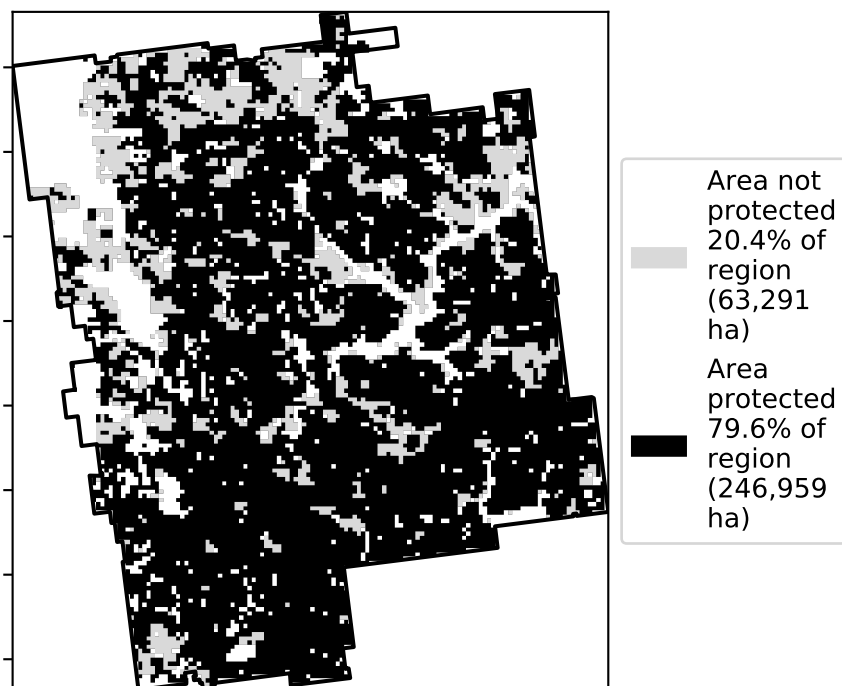 Area not
protected
20.4% of
region
(63,291
ha)
Area
protected
79.6% of
region
(246,959
ha)